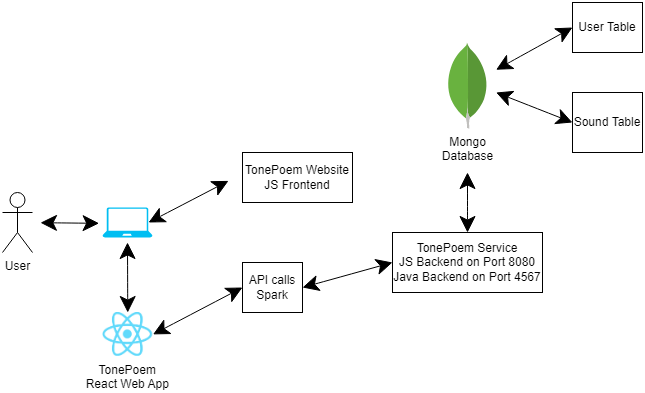 User Table
Sound Table
Mongo
Database
TonePoem Website
JS Frontend
User
TonePoem Service
JS Backend on Port 8080
Java Backend on Port 4567
API calls
Spark
TonePoem
React Web App